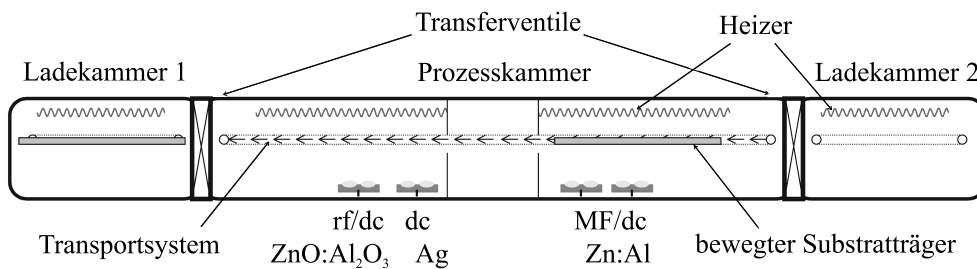 Transferventile
Heizer
Ladekammer 1
Prozesskammer
Ladekammer 2
rf/dc dc
MF/dc
Transportsystem
ZnO:Al₂O₃ Ag
Zn:Al
bewegter Substratträger